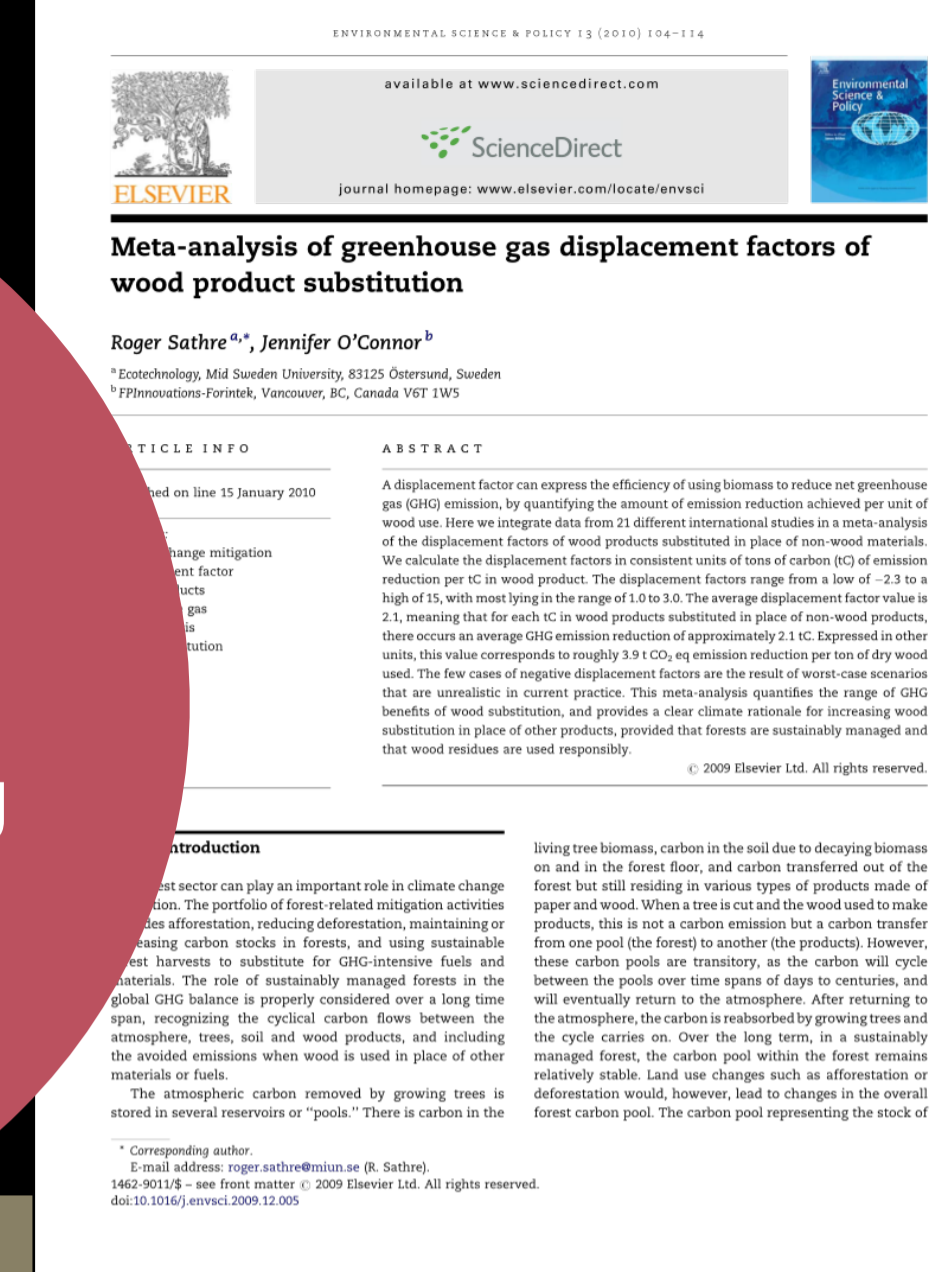 ENVIRONMENTAL SCIENCE & POLICY 13 (2010) 104–114
available at www.sciencedirect.com
Environmental
Science &
Policy
ScienceDirect
ELSEVIER
journal homepage: www.elsevier.com/locate/envsci
Meta-analysis of greenhouse gas displacement factors of
wood product substitution
Roger Sathre a,*, Jennifer O'Connor b
a Ecotechnology, Mid Sweden University, 83125 Östersund, Sweden
b FPInnovations-Forintek, Vancouver, BC, Canada V6T 1W5
TICLE INFO
hed on line 15 January 2010
:
hange mitigation
ent factor
ucts
gas
is
tution
ABSTRACT
A displacement factor can express the efficiency of using biomass to reduce net greenhouse
gas (GHG) emission, by quantifying the amount of emission reduction achieved per unit of
wood use. Here we integrate data from 21 different international studies in a meta-analysis
of the displacement factors of wood products substituted in place of non-wood materials.
We calculate the displacement factors in consistent units of tons of carbon (tC) of emission
reduction per tC in wood product. The displacement factors range from a low of −2.3 to a
high of 15, with most lying in the range of 1.0 to 3.0. The average displacement factor value is
2.1, meaning that for each tC in wood products substituted in place of non-wood products,
there occurs an average GHG emission reduction of approximately 2.1 tC. Expressed in other
units, this value corresponds to roughly 3.9 t CO2 eq emission reduction per ton of dry wood
used. The few cases of negative displacement factors are the result of worst-case scenarios
that are unrealistic in current practice. This meta-analysis quantifies the range of GHG
benefits of wood substitution, and provides a clear climate rationale for increasing wood
substitution in place of other products, provided that forests are sustainably managed and
that wood residues are used responsibly.
© 2009 Elsevier Ltd. All rights reserved.
ntroduction
est sector can play an important role in climate change
tion. The portfolio of forest-related mitigation activities
des afforestation, reducing deforestation, maintaining or
easing carbon stocks in forests, and using sustainable
est harvests to substitute for GHG-intensive fuels and
materials. The role of sustainably managed forests in the
global GHG balance is properly considered over a long time
span, recognizing the cyclical carbon flows between the
atmosphere, trees, soil and wood products, and including
the avoided emissions when wood is used in place of other
materials or fuels.
The atmospheric carbon removed by growing trees is
stored in several reservoirs or "pools." There is carbon in the
living tree biomass, carbon in the soil due to decaying biomass
on and in the forest floor, and carbon transferred out of the
forest but still residing in various types of products made of
paper and wood. When a tree is cut and the wood used to make
products, this is not a carbon emission but a carbon transfer
from one pool (the forest) to another (the products). However,
these carbon pools are transitory, as the carbon will cycle
between the pools over time spans of days to centuries, and
will eventually return to the atmosphere. After returning to
the atmosphere, the carbon is reabsorbed by growing trees and
the cycle carries on. Over the long term, in a sustainably
managed forest, the carbon pool within the forest remains
relatively stable. Land use changes such as afforestation or
deforestation would, however, lead to changes in the overall
forest carbon pool. The carbon pool representing the stock of
* Corresponding author.
E-mail address: roger.sathre@miun.se (R. Sathre).
1462-9011/$ – see front matter © 2009 Elsevier Ltd. All rights reserved.
doi:10.1016/j.envsci.2009.12.005